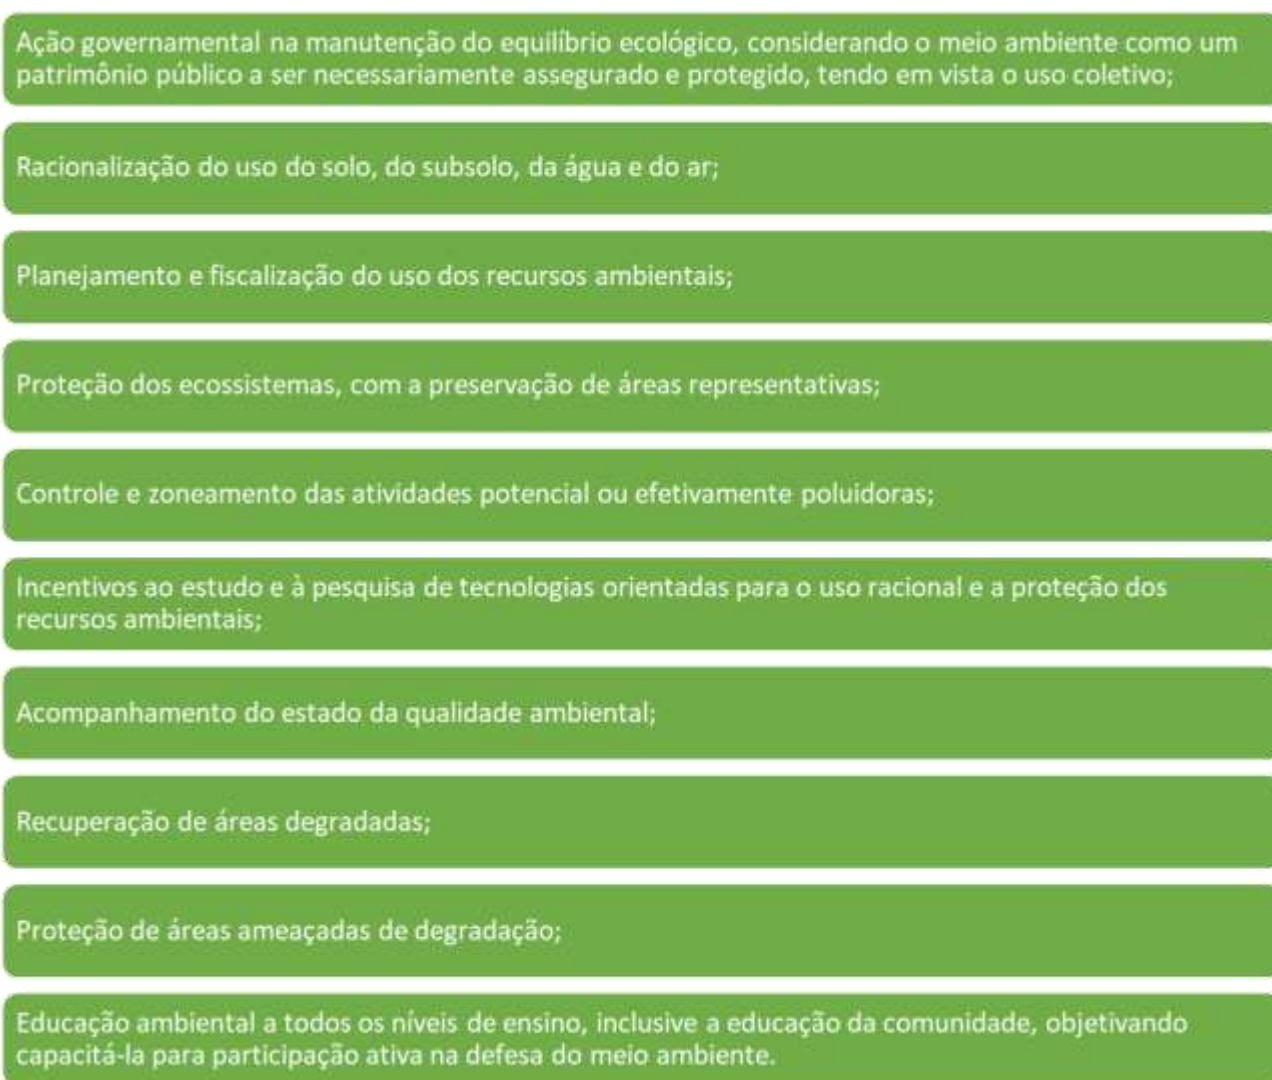 Ação governamental na manutenção do equilíbrio ecológico, considerando o meio ambiente como um
patrimônio público a ser necessariamente assegurado e protegido, tendo em vista o uso coletivo;
Racionalização do uso do solo, do subsolo, da água e do ar;
Planejamento e fiscalização do uso dos recursos ambientais;
Proteção dos ecossistemas, com a preservação de áreas representativas;
Controle e zoneamento das atividades potencial ou efetivamente poluidoras;
Incentivos ao estudo e à pesquisa de tecnologias orientadas para o uso racional e a proteção dos
recursos ambientais;
Acompanhamento do estado da qualidade ambiental;
Recuperação de áreas degradadas;
Proteção de áreas ameaçadas de degradação;
Educação ambiental a todos os níveis de ensino, inclusive a educação da comunidade, objetivando
capacitá-la para participação ativa na defesa do meio ambiente.